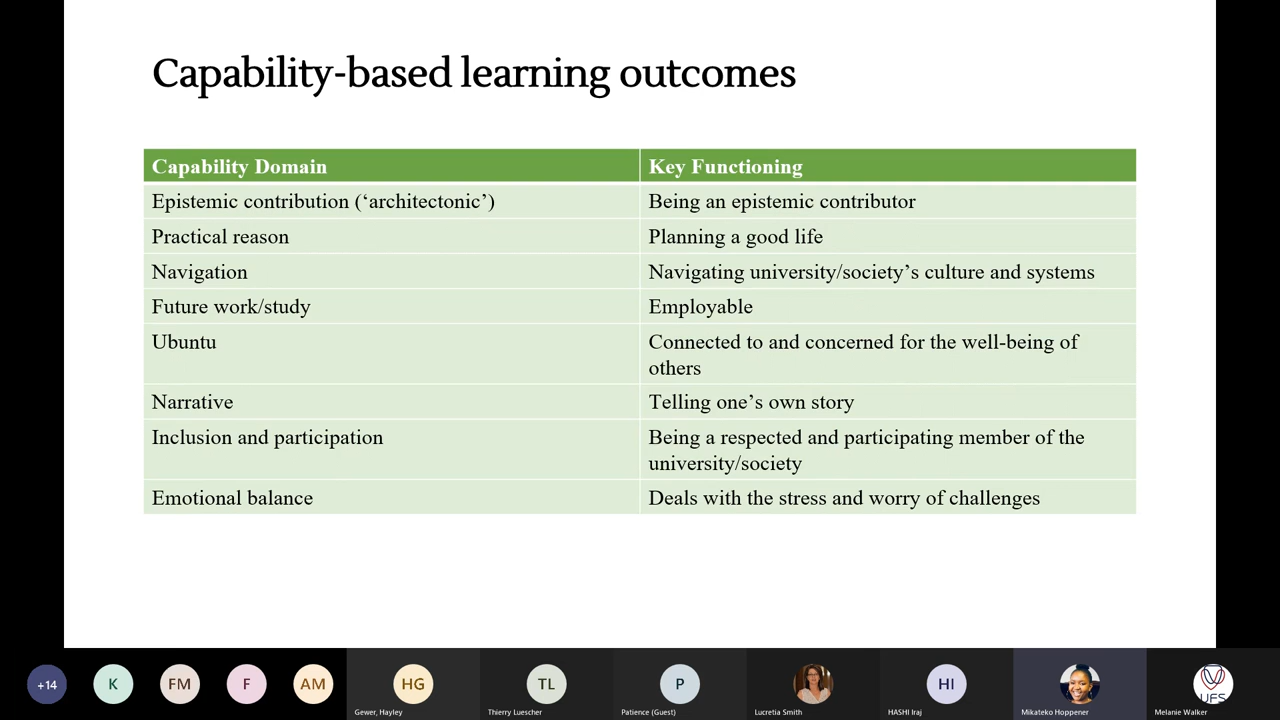 Capability-based learning outcomes
Capability Domain
Key Functioning
Epistemic contribution (‘architectonic’)
Being an epistemic contributor
Practical reason
Planning a good life
Navigation
Navigating university/society’s culture and systems
Future work/study
Employable
Ubuntu
Connected to and concerned for the well-being of
others
Narrative
Telling one’s own story
Inclusion and participation
Being a respected and participating member of the
university/society
Emotional balance
Deals with the stress and worry of challenges
+14
K
FM
F
AM
HG
TL
P
HI
UFS
Gewer, Hayley
Thierry Luescher
Patience (Guest)
Lucretia Smith
HASHI Iraj
Mikateko Hoppener
Melanie Walker